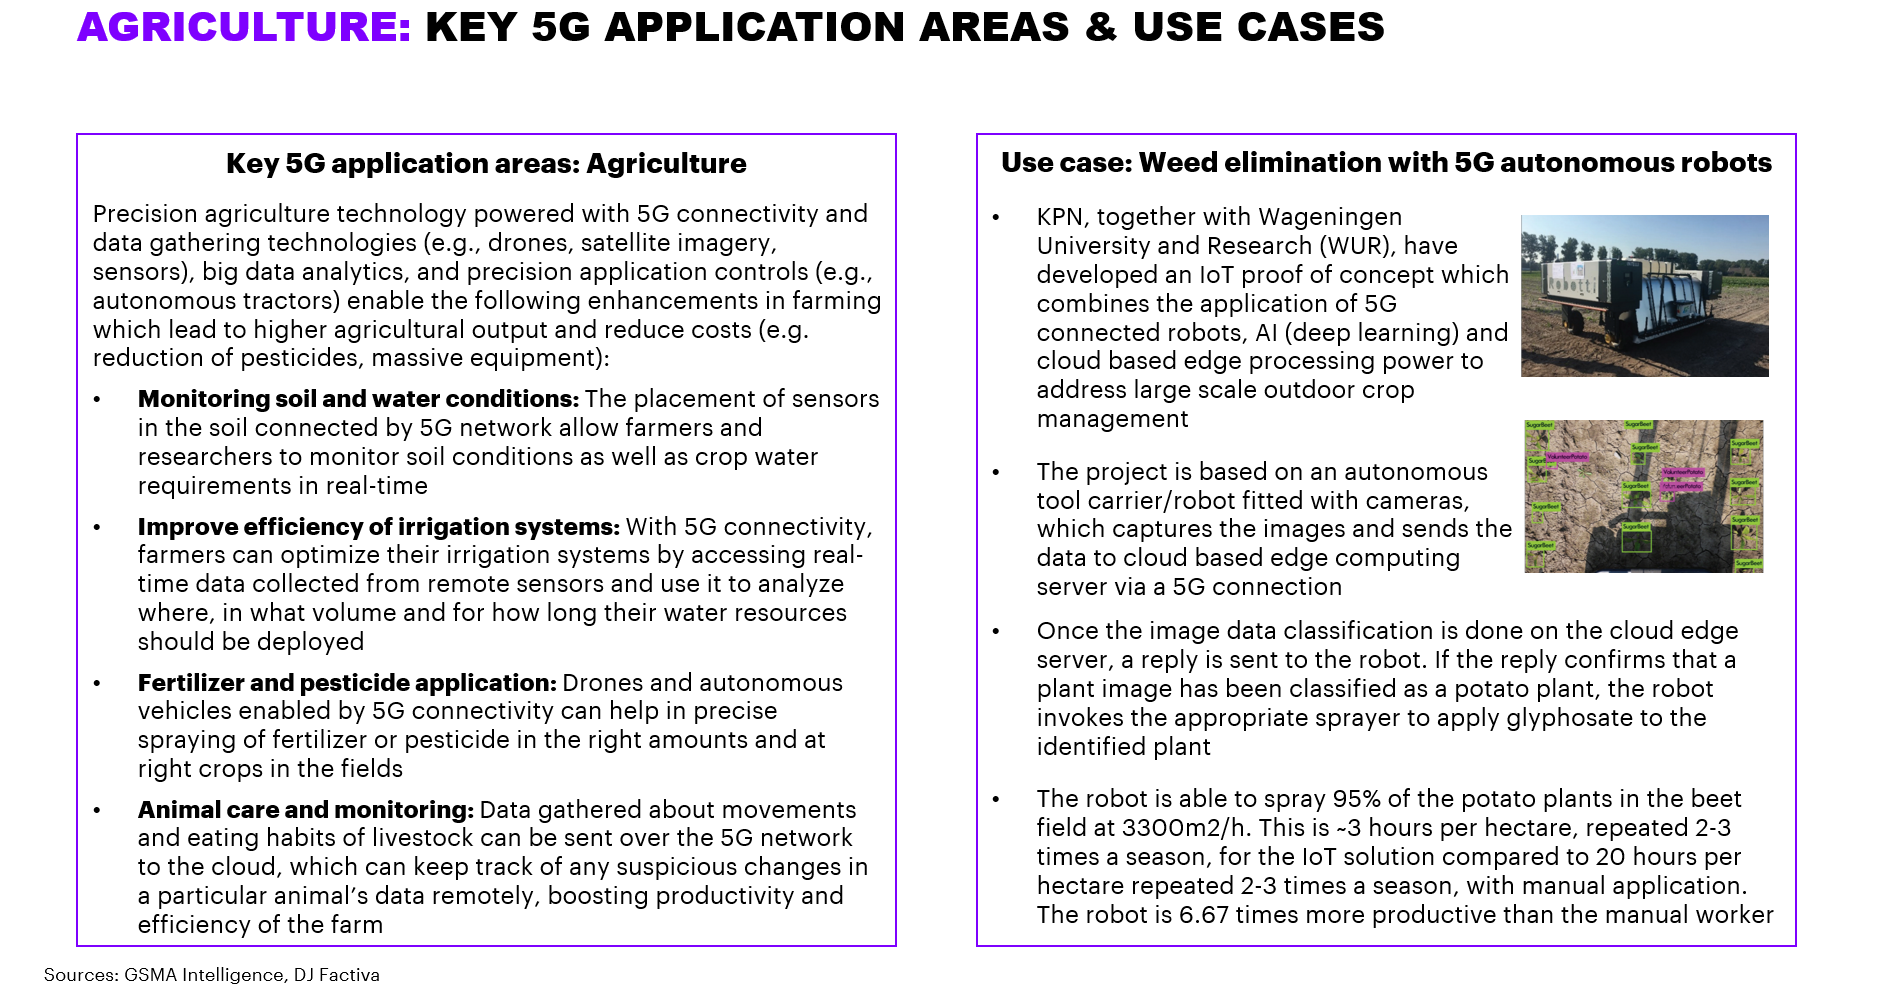 AGRICULTURE: KEY 5G APPLICATION AREAS & USE CASES
Key 5G application areas: Agriculture
Precision agriculture technology powered with 5G connectivity and
data gathering technologies (e.g., drones, satellite imagery,
sensors), big data analytics, and precision application controls (e.g.,
autonomous tractors) enable the following enhancements in farming
which lead to higher agricultural output and reduce costs (e.g.
reduction of pesticides, massive equipment):
• Monitoring soil and water conditions: The placement of sensors
in the soil connected by 5G network allow farmers and
researchers to monitor soil conditions as well as crop water
requirements in real-time
• Improve efficiency of irrigation systems: With 5G connectivity,
farmers can optimize their irrigation systems by accessing real-
time data collected from remote sensors and use it to analyze
where, in what volume and for how long their water resources
should be deployed
• Fertilizer and pesticide application: Drones and autonomous
vehicles enabled by 5G connectivity can help in precise
spraying of fertilizer or pesticide in the right amounts and at
right crops in the fields
• Animal care and monitoring: Data gathered about movements
and eating habits of livestock can be sent over the 5G network
to the cloud, which can keep track of any suspicious changes in
a particular animal’s data remotely, boosting productivity and
efficiency of the farm
Use case: Weed elimination with 5G autonomous robots
• KPN, together with Wageningen
University and Research (WUR), have
developed an IoT proof of concept which
combines the application of 5G
connected robots, AI (deep learning) and
cloud based edge processing power to
address large scale outdoor crop
management
• The project is based on an autonomous
tool carrier/robot fitted with cameras,
which captures the images and sends the
data to cloud based edge computing
server via a 5G connection
• Once the image data classification is done on the cloud edge
server, a reply is sent to the robot. If the reply confirms that a
plant image has been classified as a potato plant, the robot
invokes the appropriate sprayer to apply glyphosate to the
identified plant
• The robot is able to spray 95% of the potato plants in the beet
field at 3300m2/h. This is ~3 hours per hectare, repeated 2-3
times a season, for the IoT solution compared to 20 hours per
hectare repeated 2-3 times a season, with manual application.
The robot is 6.67 times more productive than the manual worker
Robotti
SugarBeet
SugarBeet
SugarBeet
SugarBeet
VolunteerPotato
VolunteerPotato
SugarBeet
SugarBeet
SugarBeet
SugarBeet
SugarBeet
SugarBeet
SugarBeet
Sources: GSMA Intelligence, DJ Factiva